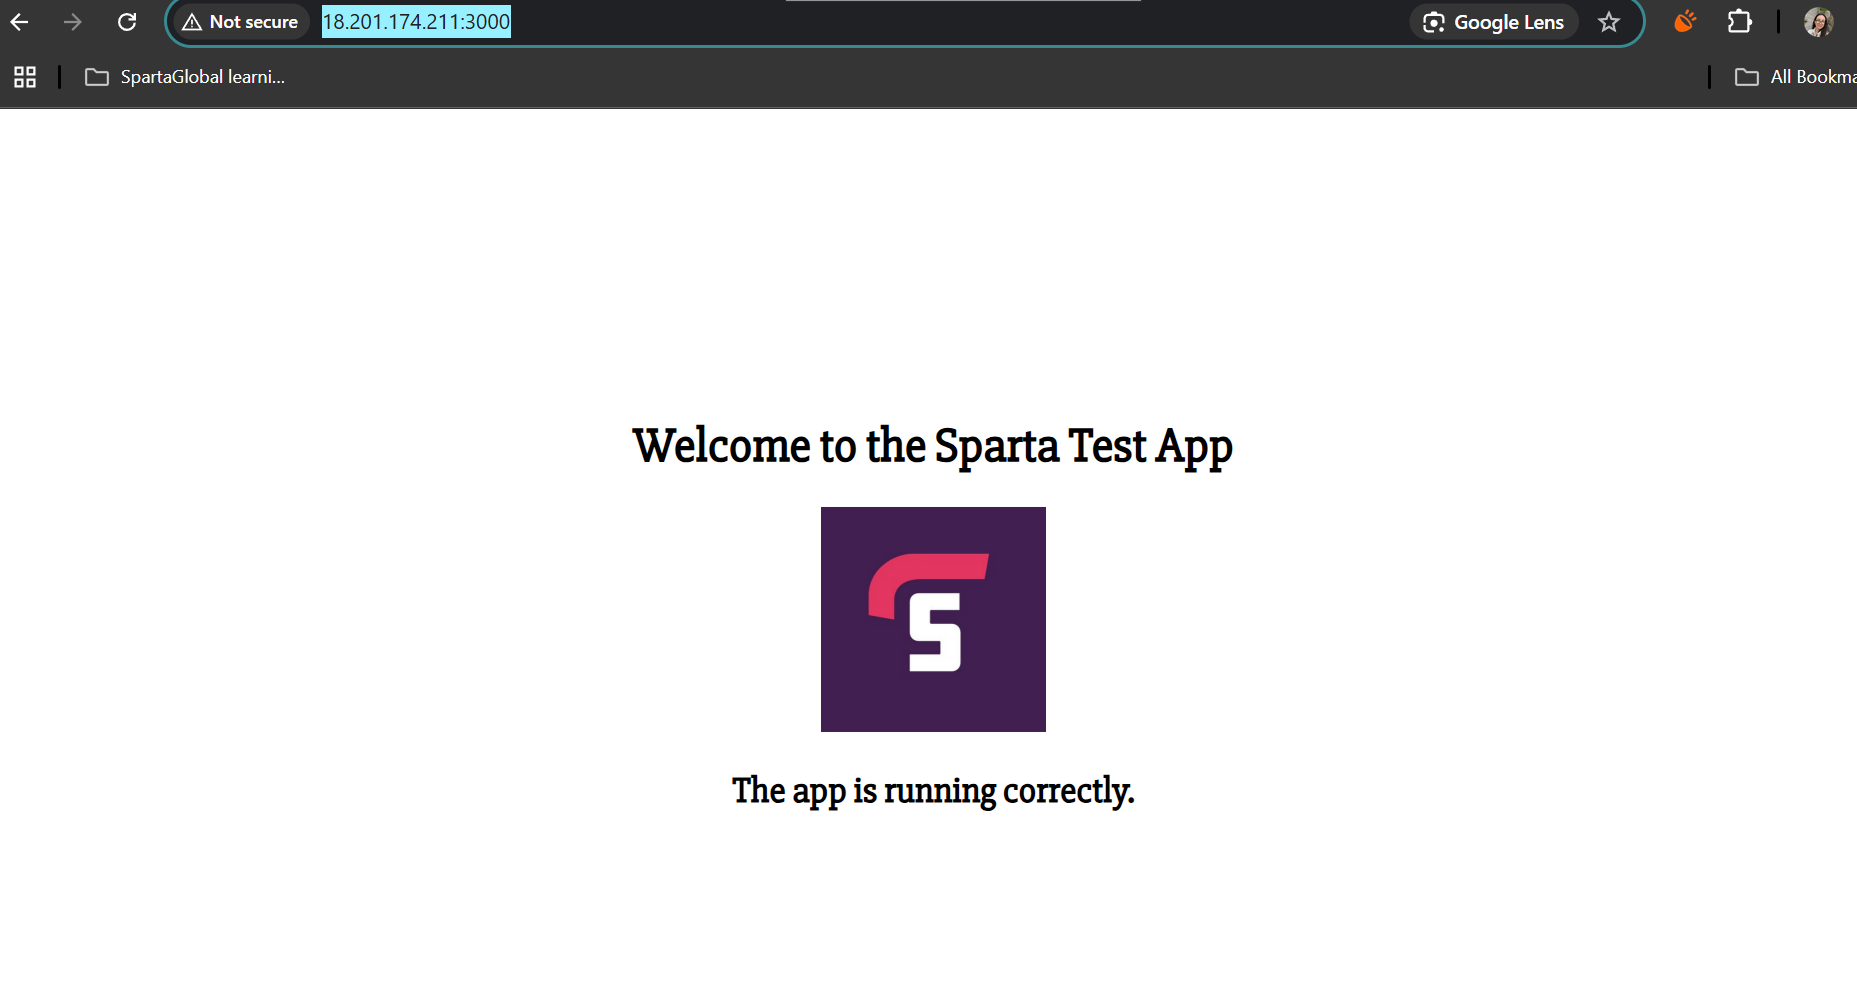 Not secure 18.201.174.211:3000 Google Lens
SpartaGlobal learni... All Bookma
Welcome to the Sparta Test App
S
The app is running correctly.